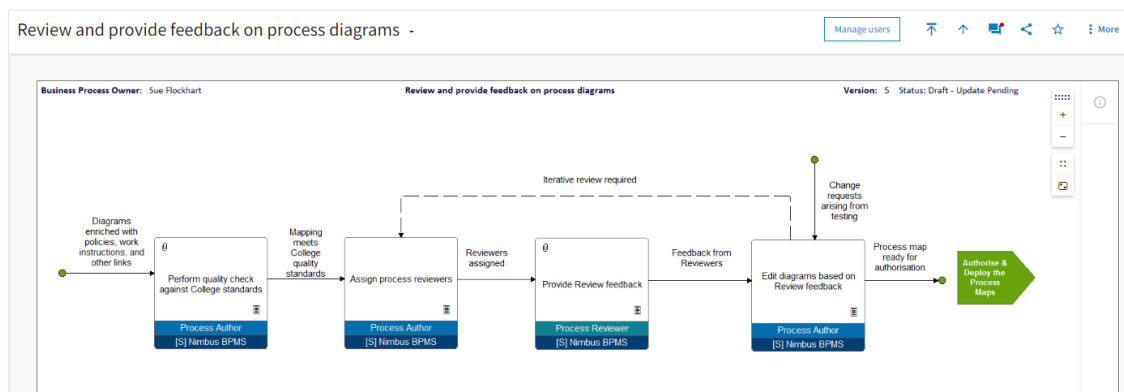 Review and provide feedback on process diagrams
Manage users
More
Business Process Owner: Sue Flockhart
Review and provide feedback on process diagrams
Version: 5 Status: Draft - Update Pending
Iterative review required
Change
requests
arising from
testing
Diagrams
enriched with
policies, work
instructions, and
other links
Perform quality check
against College standards
Process Author
[S] Nimbus BPMS
Mapping
meets
College
quality
standards
Assign process reviewers
Process Author
[S] Nimbus BPMS
Reviewers
assigned
Provide Review feedback
Process Reviewer
[S] Nimbus BPMS
Feedback from
Reviewers
Edit diagrams based on
Review feedback
Process Author
[S] Nimbus BPMS
Process map
ready for
authorisation
Authorise &
Deploy the
Process
Maps